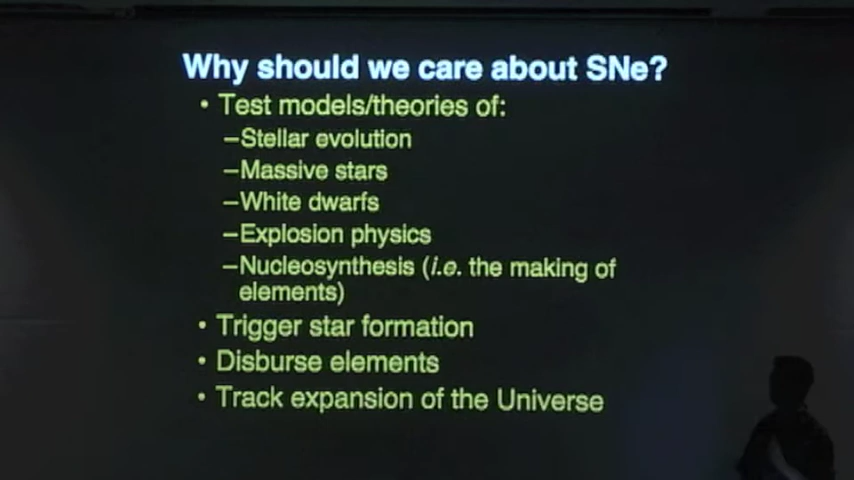 Why should we care about SNe?
• Test models/theories of:
–Stellar evolution
–Massive stars
–White dwarfs
–Explosion physics
–Nucleosynthesis (i.e. the making of
elements)
• Trigger star formation
• Disburse elements
• Track expansion of the Universe